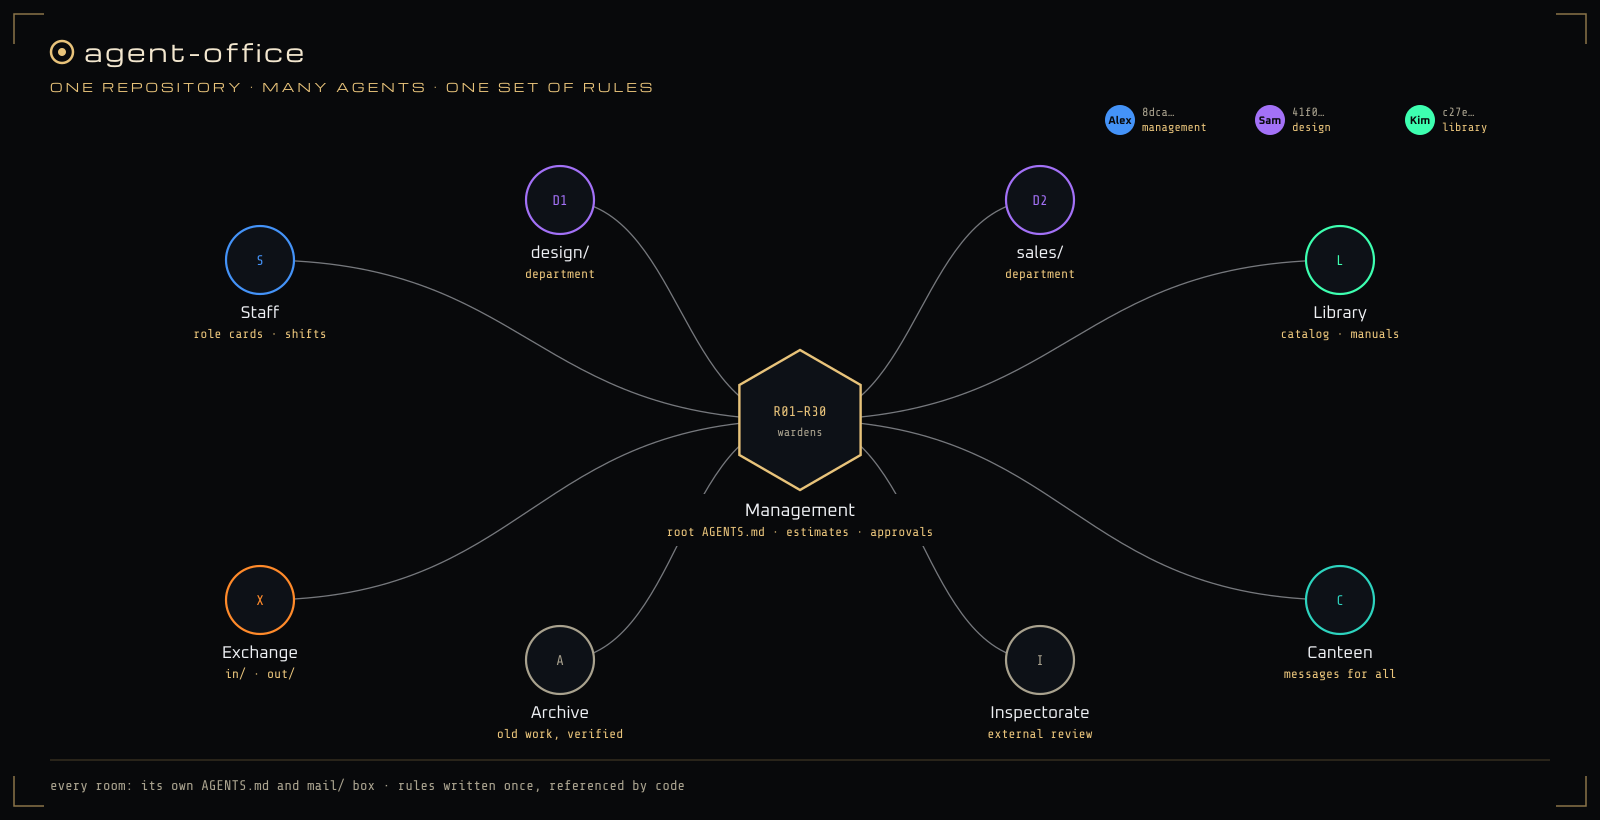 agent-office
ONE REPOSITORY · MANY AGENTS · ONE SET OF RULES
Alex
8dca…
management
Sam
41f0…
design
Kim
c27e…
library
D1
design/
department
D2
sales/
department
S
Staff
role cards · shifts
L
Library
catalog · manuals
R01–R30
wardens
Management
root AGENTS.md · estimates · approvals
X
Exchange
in/ · out/
C
Canteen
messages for all
A
Archive
old work, verified
I
Inspectorate
external review
every room: its own AGENTS.md and mail/ box · rules written once, referenced by code